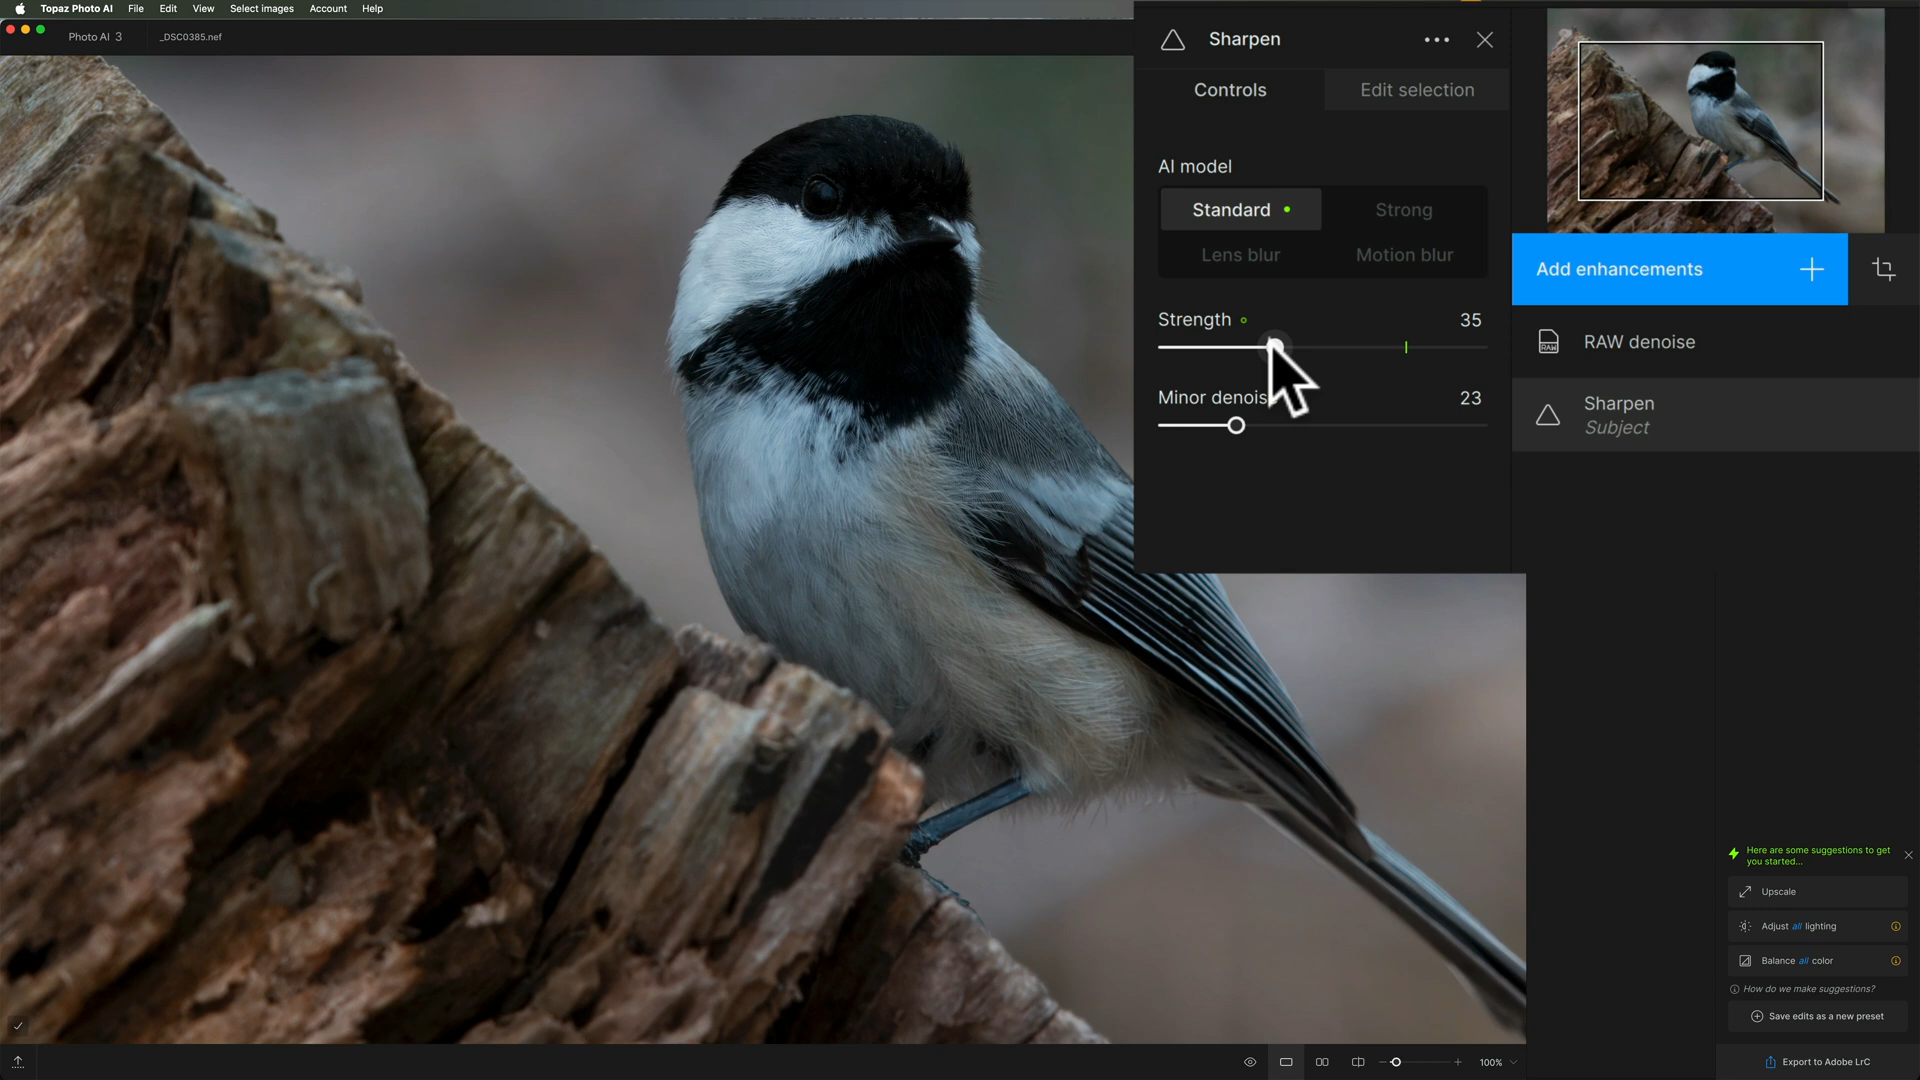 Topaz Photo AI File Edit View Select images Account Help
Photo AI 3 _DSC0385.nef
Sharpen
Controls Edit selection
AI model
Standard Strong
Lens blur Motion blur
Strength 35
Minor denois 23
Add enhancements
RAW denoise
RAW
Sharpen
Subject
Here are some suggestions to get
you started...
Upscale
Adjust all lighting
Balance all color
How do we make suggestions?
Save edits as a new preset
100%
Export to Adobe LrC